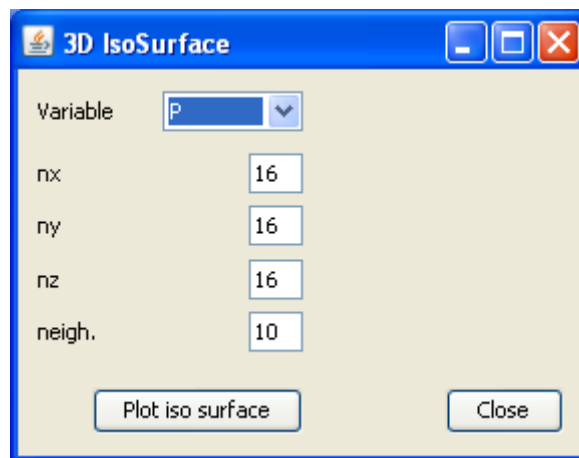 3D IsoSurface
Variable P
nx 16
ny 16
nz 16
neigh. 10
Plot iso surface Close